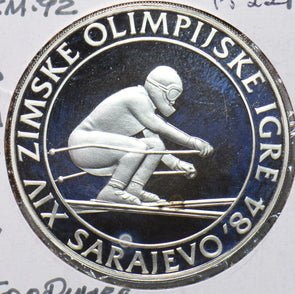 ZIMSKE OLIMPIJSKE IGRE
XIV SARAJEVO '84